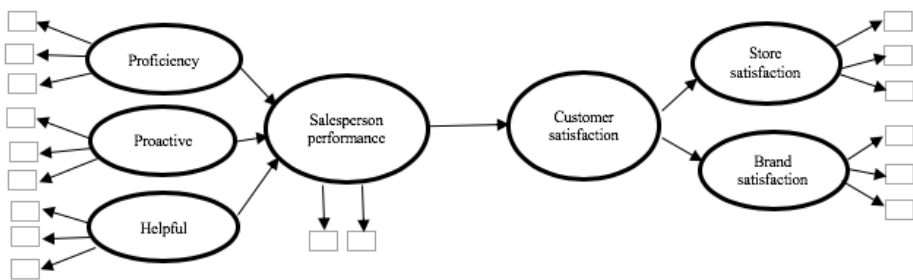 Proficiency
Proactive
Helpful
Salesperson
performance
Customer
satisfaction
Store
satisfaction
Brand
satisfaction